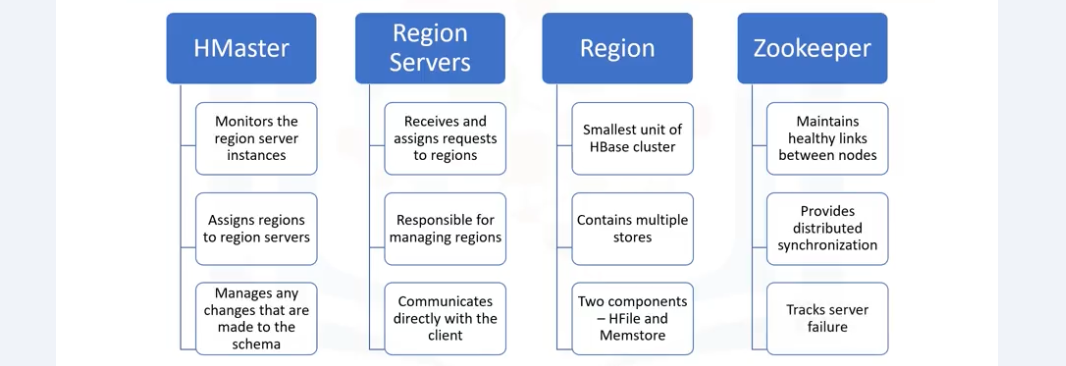 HMaster
Monitors the
region server
instances
Assigns regions
to region servers
Manages any
changes that are
made to the
schema
Region
Servers
Receives and
assigns requests
to regions
Responsible for
managing regions
Communicates
directly with the
client
Region
Smallest unit of
HBase cluster
Contains multiple
stores
Two components
– HFile and
Memstore
Zookeeper
Maintains
healthy links
between nodes
Provides
distributed
synchronization
Tracks server
failure